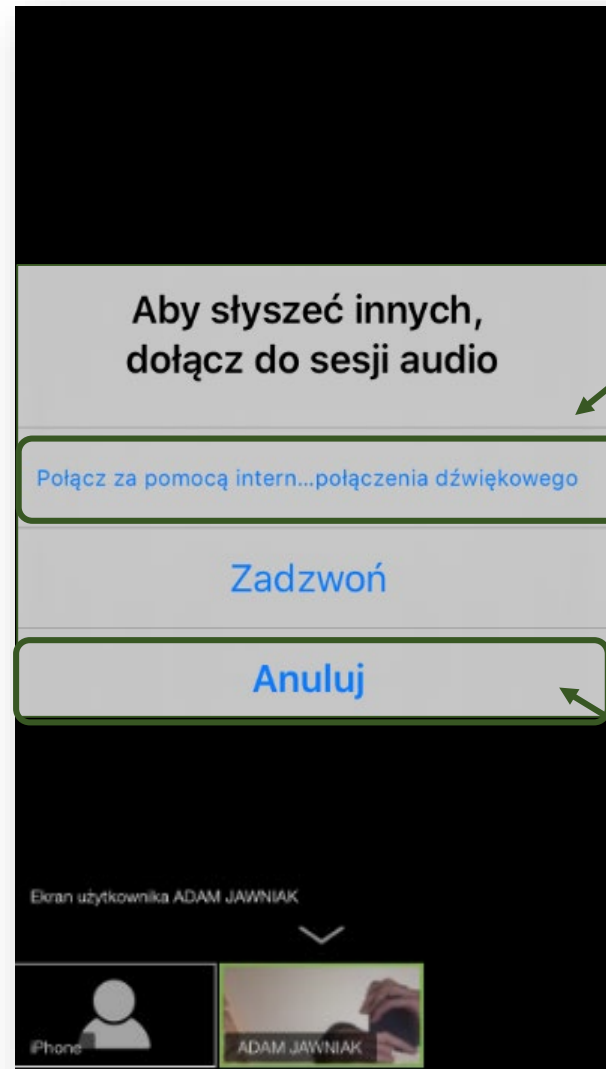 Aby słyszeć innych,
dołącz do sesji audio
Połącz za pomocą intern...połączenia dźwiękowego
Zadzwoń
Anuluj
Ekran użytkownika ADAM JAWNIAK
iPhone
ADAM JAWNIAK